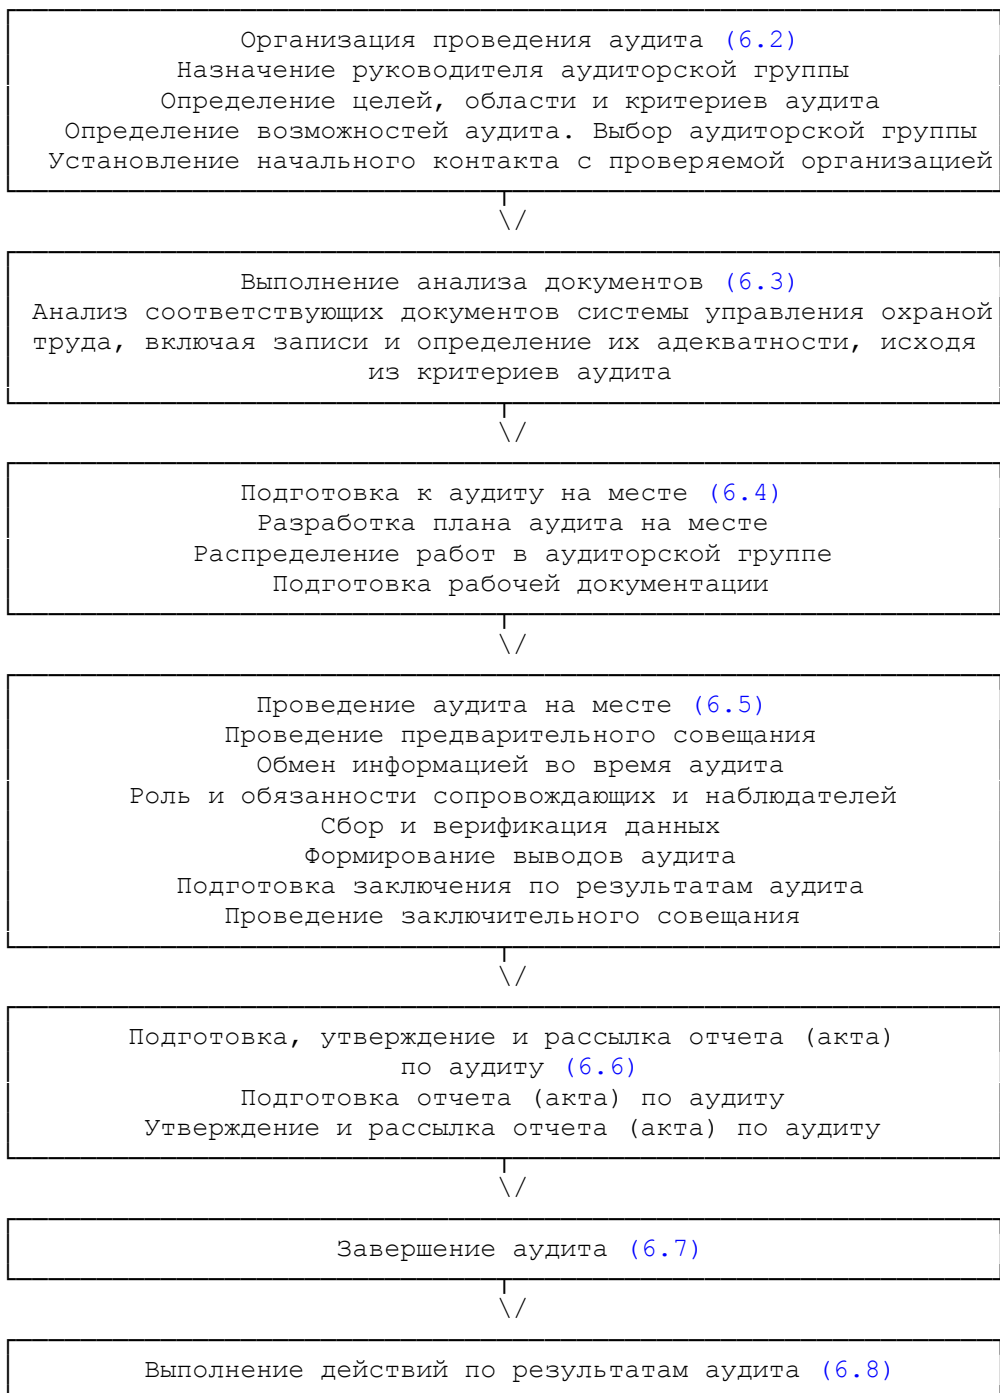 Организация проведения аудита (6.2)
Назначение руководителя аудиторской группы
Определение целей, области и критериев аудита
Определение возможностей аудита. Выбор аудиторской группы
Установление начального контакта с проверяемой организацией
\/
Выполнение анализа документов (6.3)
Анализ соответствующих документов системы управления охраной
труда, включая записи и определение их адекватности, исходя
из критериев аудита
\/
Подготовка к аудиту на месте (6.4)
Разработка плана аудита на месте
Распределение работ в аудиторской группе
Подготовка рабочей документации
\/
Проведение аудита на месте (6.5)
Проведение предварительного совещания
Обмен информацией во время аудита
Роль и обязанности сопровождающих и наблюдателей
Сбор и верификация данных
Формирование выводов аудита
Подготовка заключения по результатам аудита
Проведение заключительного совещания
\/
Подготовка, утверждение и рассылка отчета (акта)
по аудиту (6.6)
Подготовка отчета (акта) по аудиту
Утверждение и рассылка отчета (акта) по аудиту
\/
Завершение аудита (6.7)
\/
Выполнение действий по результатам аудита (6.8)